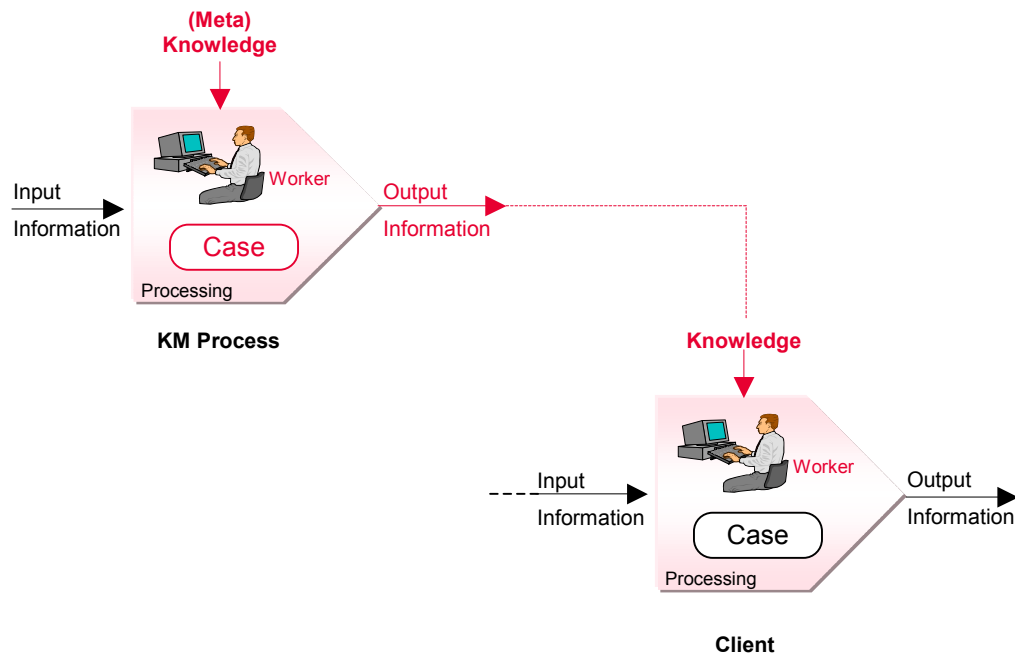 (Meta)
Knowledge
Worker
Input
Information
Output
Information
Case
Processing
KM Process
Knowledge
Worker
Input
Information
Output
Information
Case
Processing
Client